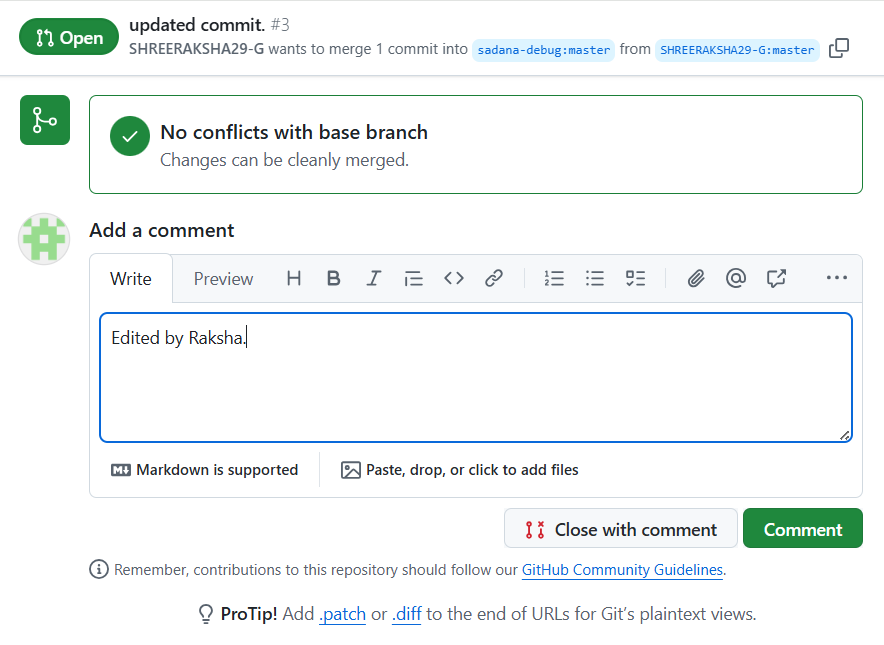 Open updated commit. #3
SHREERAKSHA29-G wants to merge 1 commit into sadana-debug:master from SHREERAKSHA29-G:master
No conflicts with base branch
Changes can be cleanly merged.
Add a comment
Write Preview
Edited by Raksha.
Markdown is supported Paste, drop, or click to add files
Close with comment Comment
Remember, contributions to this repository should follow our GitHub Community Guidelines.
ProTip! Add .patch or .diff to the end of URLs for Git’s plaintext views.